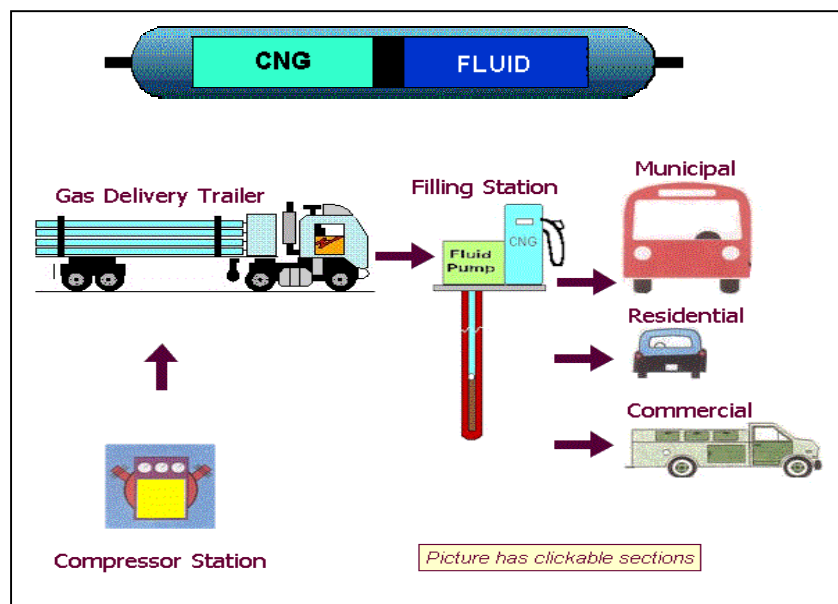 CNG
FLUID
Municipal
Gas Delivery Trailer
Filling Station
CNG
Fluid
Pump
Residential
Commercial
Compressor Station
Picture has clickable sections